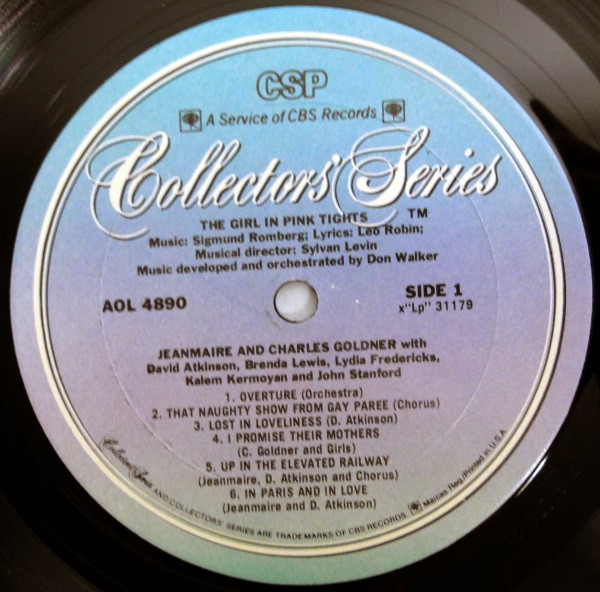 CSP
A Service of CBS Records
Collectors' Series
THE GIRL IN PINK TIGHTS TM
Music: Sigmund Romberg; Lyrics: Leo Robin;
Musical director: Sylvan Levin
Music developed and orchestrated by Don Walker
AOL 4890
SIDE 1
x"Lp" 31179
JEANMAIRE AND CHARLES GOLDNER with
David Atkinson, Brenda Lewis, Lydia Fredericks,
Kalem Kermoyan and John Stanford
1. OVERTURE (Orchestra)
2. THAT NAUGHTY SHOW FROM GAY PAREE (Chorus)
3. LOST IN LOVELINESS (D. Atkinson)
4. I PROMISE THEIR MOTHERS
(C. Goldner and Girls)
5. UP IN THE ELEVATED RAILWAY
(Jeanmaire, D. Atkinson and Chorus)
6. IN PARIS AND IN LOVE
(Jeanmaire and D. Atkinson)
Collectors' Series AND COLLECTORS' SERIES ARE TRADEMARKS OF CBS RECORDS. Marcas Reg./Printed in U.S.A.